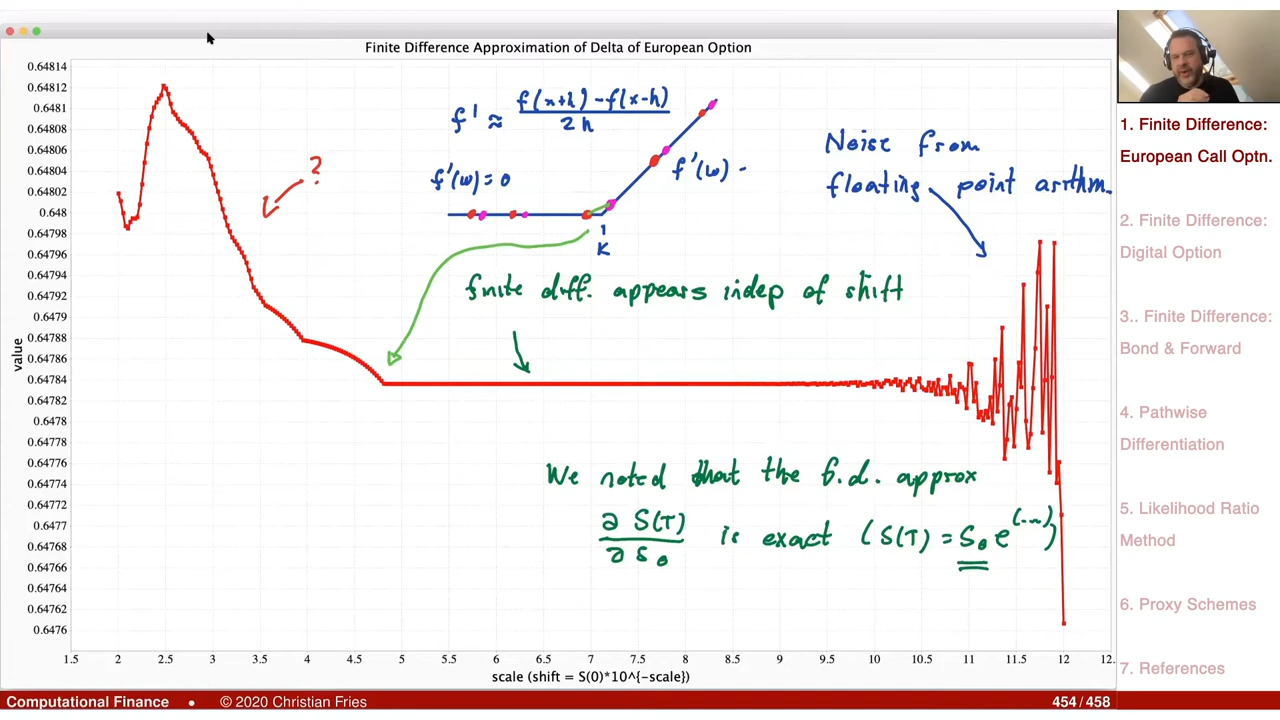 Finite Difference Approximation of Delta of European Option
0.64814
0.64812
0.6481
0.64808
0.64806
0.64804
0.64802
0.648
0.64798
0.64796
0.64794
0.64792
0.6479
0.64788
0.64786
0.64784
0.64782
0.6478
0.64778
0.64776
0.64774
0.64772
0.6477
0.64768
0.64766
0.64764
0.64762
0.6476
value
f' ≈ f(x+h) - f(x-h) / 2h
f'(ω) = 0
f'(ω) -
K
?
Noise from
floating point arithm.
finite diff. appears indep of shift
We noted that the f.d. approx
∂ S(T) / ∂ S0 is exact ( S(T) = S0 e^(...) )
1.5 2 2.5 3 3.5 4 4.5 5 5.5 6 6.5 7 7.5 8 8.5 9 9.5 10 10.5 11 11.5 12 12.
scale (shift = S(0)*10^{-scale})
1. Finite Difference:
European Call Optn.
2. Finite Difference:
Digital Option
3.. Finite Difference:
Bond & Forward
4. Pathwise
Differentiation
5. Likelihood Ratio
Method
6. Proxy Schemes
7. References
Computational Finance • © 2020 Christian Fries 454 / 458